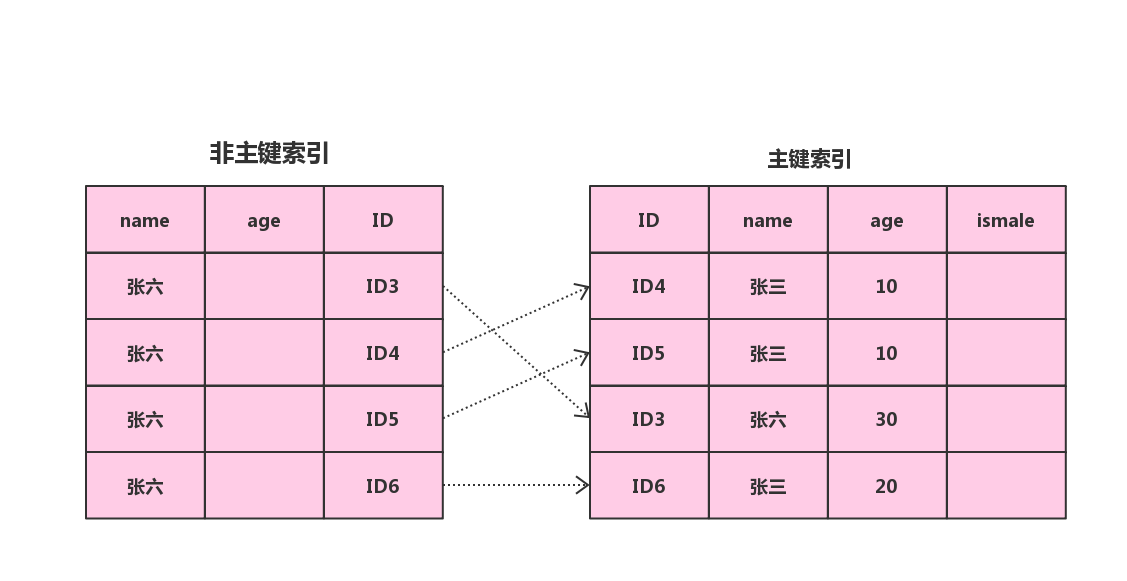 非主键索引
name age ID
张六 ID3
张六 ID4
张六 ID5
张六 ID6
主键索引
ID name age ismale
ID4 张三 10
ID5 张三 10
ID3 张六 30
ID6 张三 20